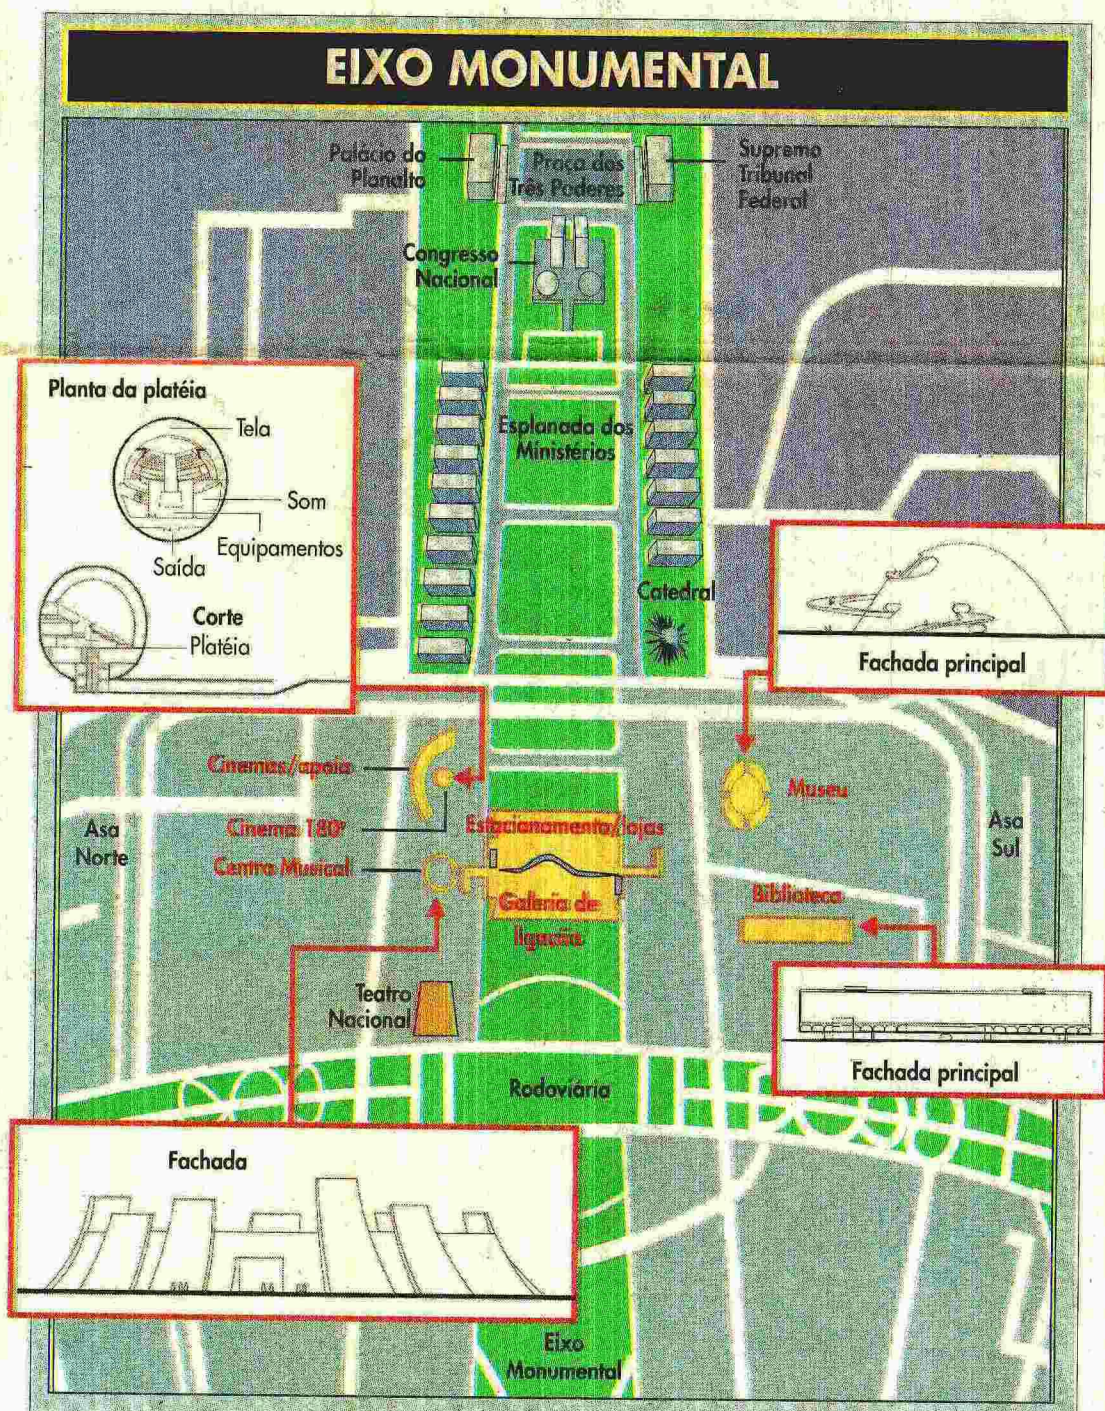 EIXO MONUMENTAL
Palácio do
Planalto
Praça dos
Três Poderes
Supremo
Tribunal
Federal
Congresso
Nacional
Planta da platéia
Tela
Som
Equipamentos
Saída
Corte
Platéia
Esplanada dos
Ministérios
Catedral
Fachada principal
Cinemas/apoio
Cinema 180º
Centro Musical
Estacionamento/lojas
Galeria de
ligação
Museu
Asa
Norte
Asa
Sul
Biblioteca
Teatro
Nacional
Fachada principal
Rodoviária
Fachada
Eixo
Monumental